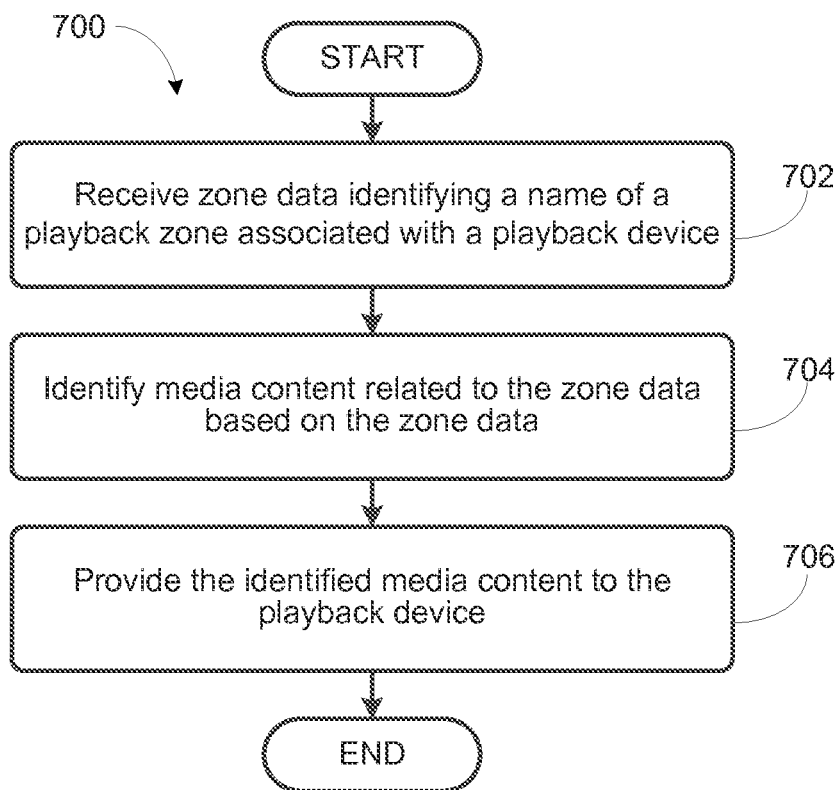 700
START
Receive zone data identifying a name of a
playback zone associated with a playback device
702
Identify media content related to the zone data
based on the zone data
704
Provide the identified media content to the
playback device
706
END